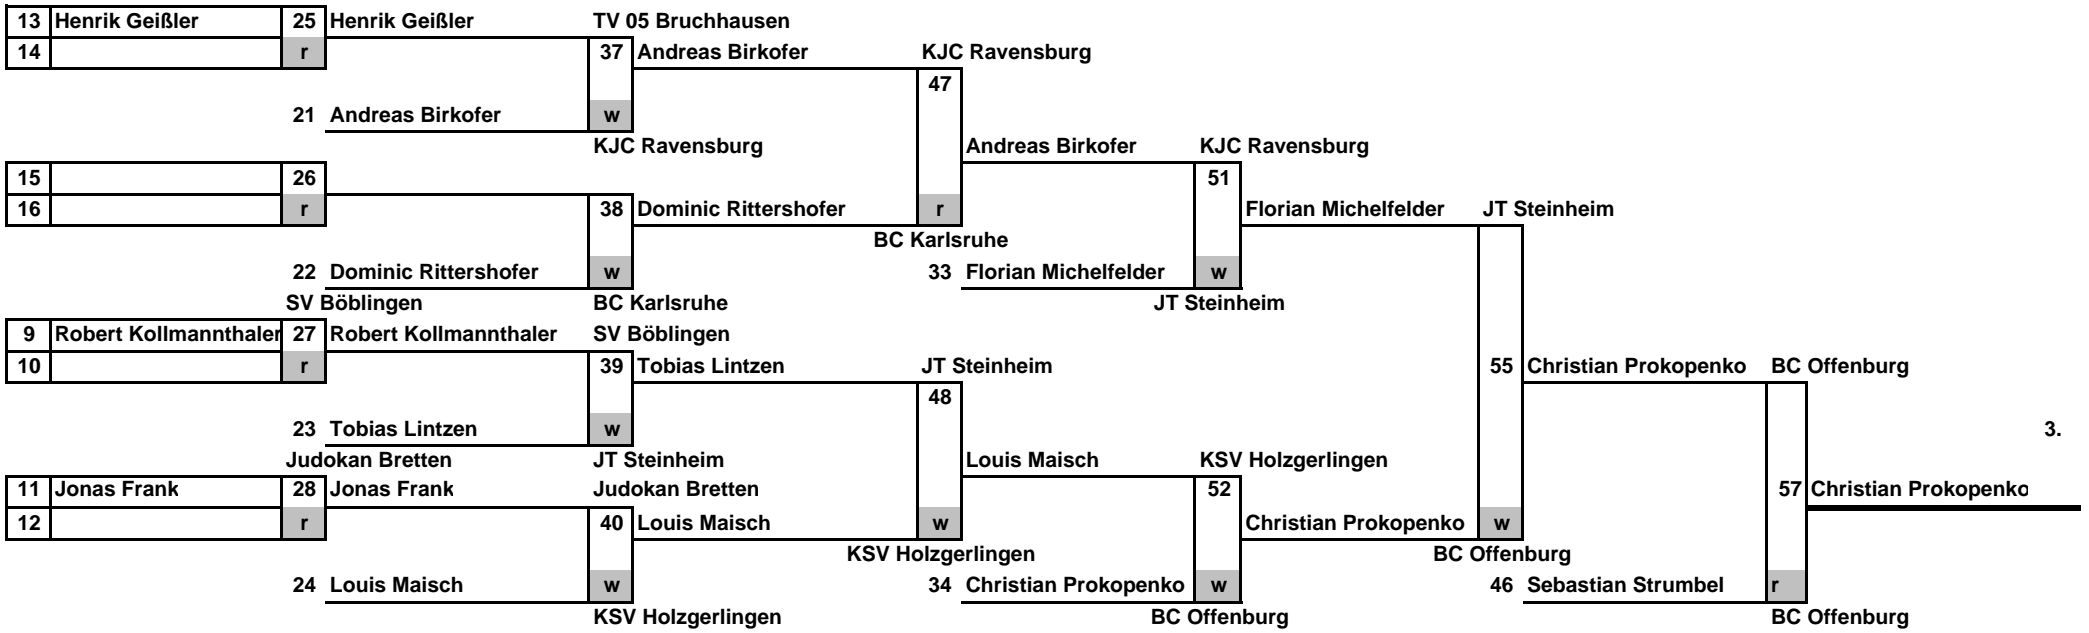 13 Henrik Geißler 25 Henrik Geißler TV 05 Bruchhausen
14 r 37 Andreas Birkofer KJC Ravensburg
47
21 Andreas Birkofer w
KJC Ravensburg Andreas Birkofer KJC Ravensburg
15 26 51
16 r 38 Dominic Rittershofer r Florian Michelfelder JT Steinheim
BC Karlsruhe
22 Dominic Rittershofer w 33 Florian Michelfelder w
SV Böblingen BC Karlsruhe JT Steinheim
9 Robert Kollmannthaler 27 Robert Kollmannthaler SV Böblingen
10 r 39 Tobias Lintzen JT Steinheim 55 Christian Prokopenko BC Offenburg
48
23 Tobias Lintzen w 3.
Judokan Bretten JT Steinheim Louis Maisch KSV Holzgerlingen
11 Jonas Frank 28 Jonas Frank Judokan Bretten 52 57 Christian Prokopenko
12 r 40 Louis Maisch w Christian Prokopenko w
KSV Holzgerlingen BC Offenburg
24 Louis Maisch w 34 Christian Prokopenko w 46 Sebastian Strumbel r
KSV Holzgerlingen BC Offenburg BC Offenburg